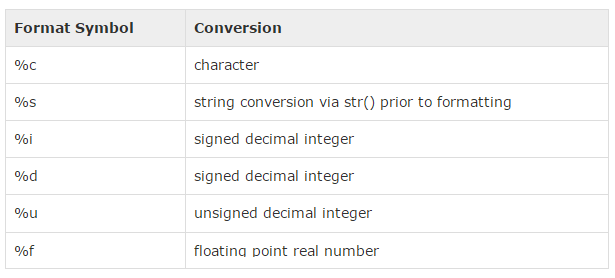 Format Symbol Conversion
%c character
%s string conversion via str() prior to formatting
%i signed decimal integer
%d signed decimal integer
%u unsigned decimal integer
%f floating point real number